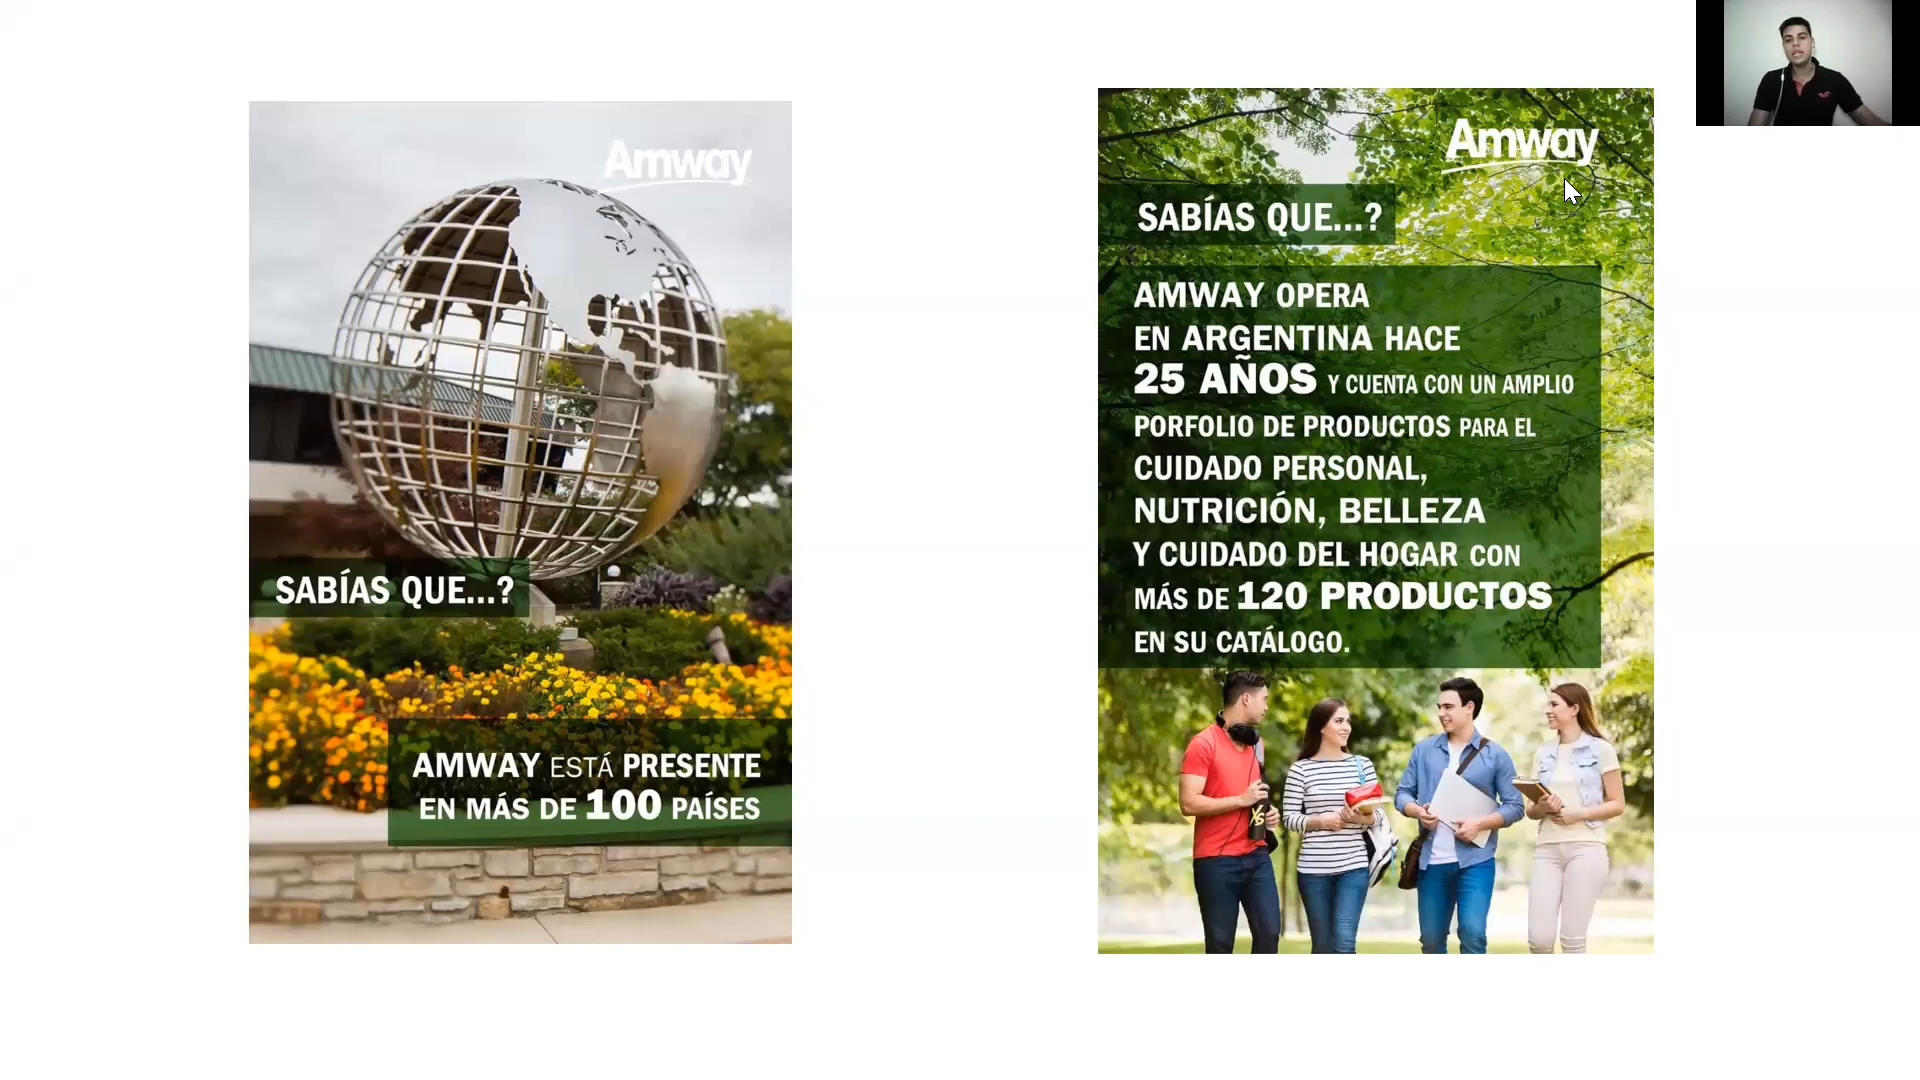 Amway
SABÍAS QUE...?
AMWAY ESTÁ PRESENTE
EN MÁS DE 100 PAÍSES
Amway
SABÍAS QUE...?
AMWAY OPERA
EN ARGENTINA HACE
25 AÑOS Y CUENTA CON UN AMPLIO
PORFOLIO DE PRODUCTOS PARA EL
CUIDADO PERSONAL,
NUTRICIÓN, BELLEZA
Y CUIDADO DEL HOGAR CON
MÁS DE 120 PRODUCTOS
EN SU CATÁLOGO.
XS